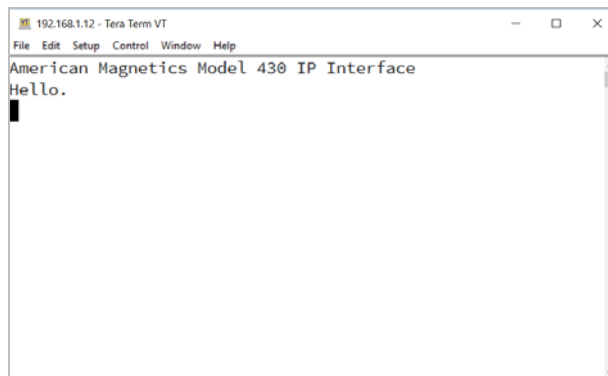 192.168.1.12 - Tera Term VT
File Edit Setup Control Window Help
American Magnetics Model 430 IP Interface
Hello.